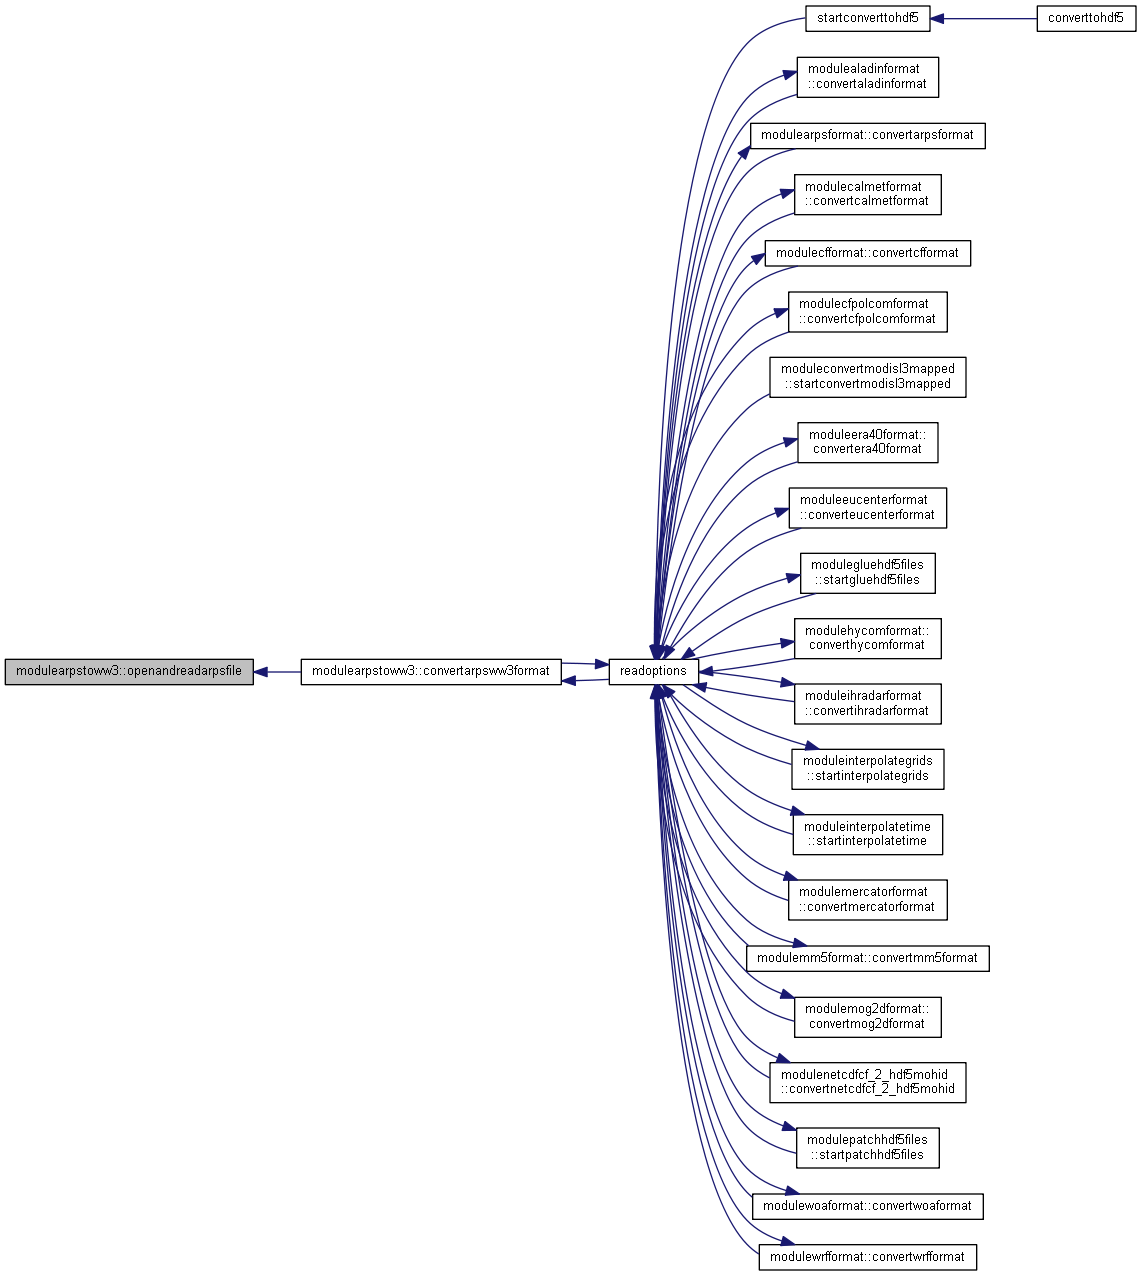 startconverttohdf5
converttohdf5
modulealadinformat
::convertaladinformat
modulearpsformat::convertarpsformat
modulecalmetformat
::convertcalmetformat
modulecfformat::convertcfformat
modulecfpolcomformat
::convertcfpolcomformat
moduleconvertmodisl3mapped
::startconvertmodisl3mapped
moduleera40format::
convertera40format
moduleeucenterformat
::converteucenterformat
modulegluehdf5files
::startgluehdf5files
modulehycomformat::
converthycomformat
modulearpstoww3::openandreadarpsfile
modulearpstoww3::convertarpsww3format
readoptions
moduleihradarformat
::convertihradarformat
moduleinterpolategrids
::startinterpolategrids
moduleinterpolatetime
::startinterpolatetime
modulemercatorformat
::convertmercatorformat
modulemm5format::convertmm5format
modulemog2dformat::
convertmog2dformat
modulenetcdfcf_2_hdf5mohid
::convertnetcdfcf_2_hdf5mohid
modulepatchhdf5files
::startpatchhdf5files
modulewoaformat::convertwoaformat
modulewrfformat::convertwrfformat